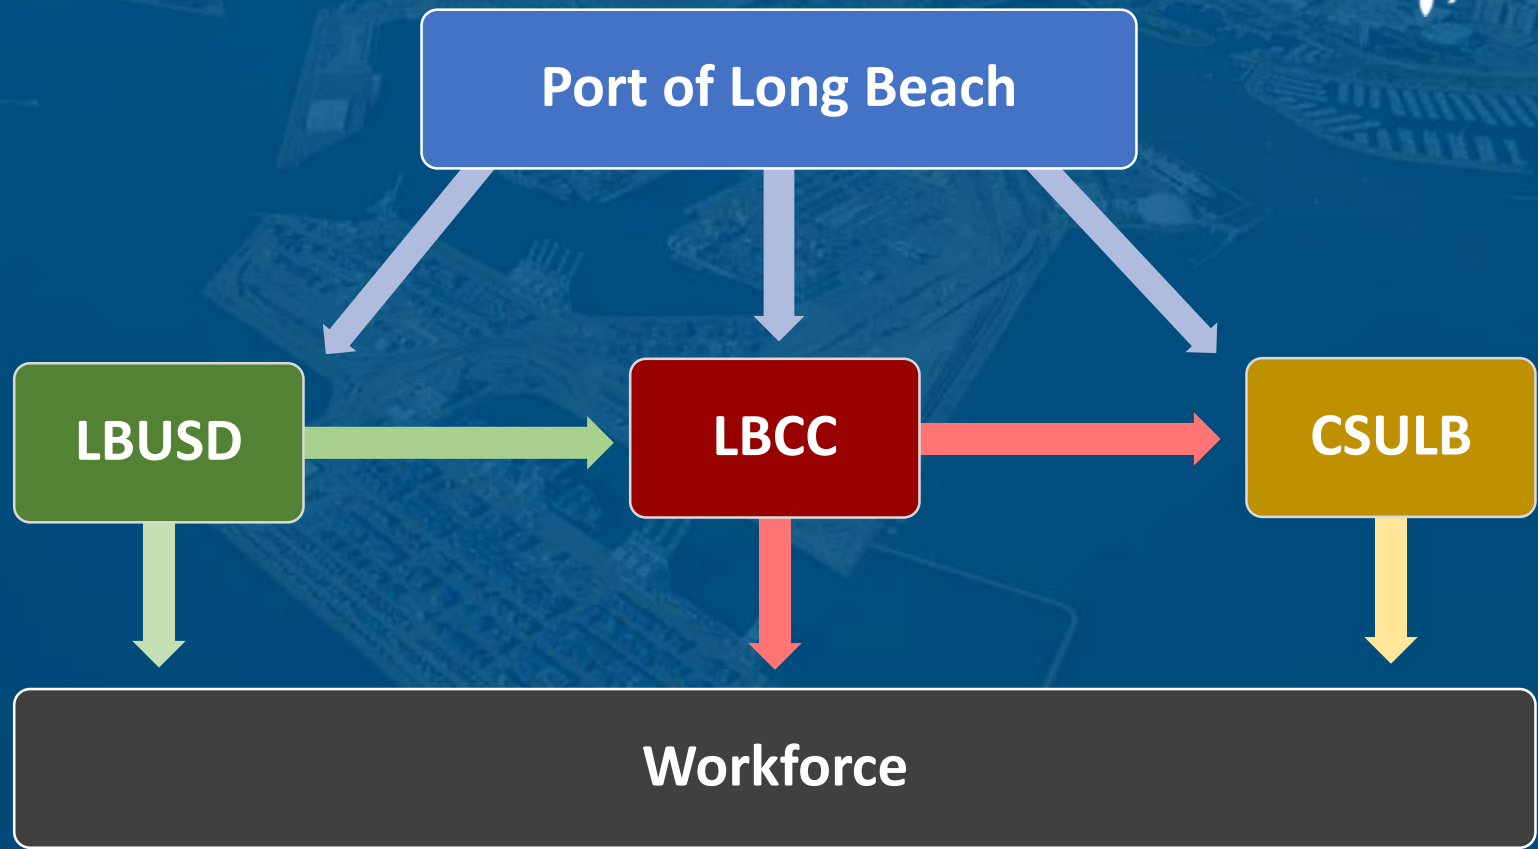 Port of Long Beach
LBUSD
LBCC
CSULB
Workforce